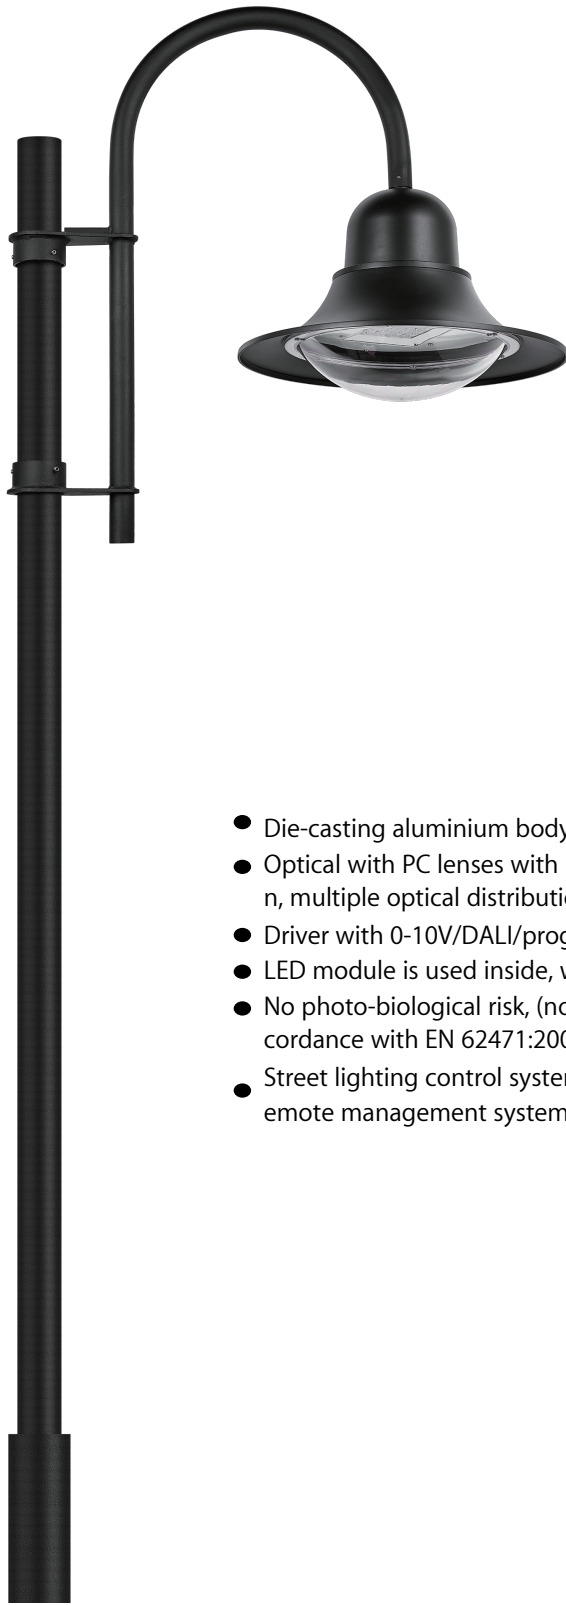 Die-casting aluminium body
Optical with PC lenses with
n, multiple optical distributi
Driver with 0-10V/DALI/prog
LED module is used inside, w
No photo-biological risk, (no
cordance with EN 62471:200
Street lighting control system
emote management system